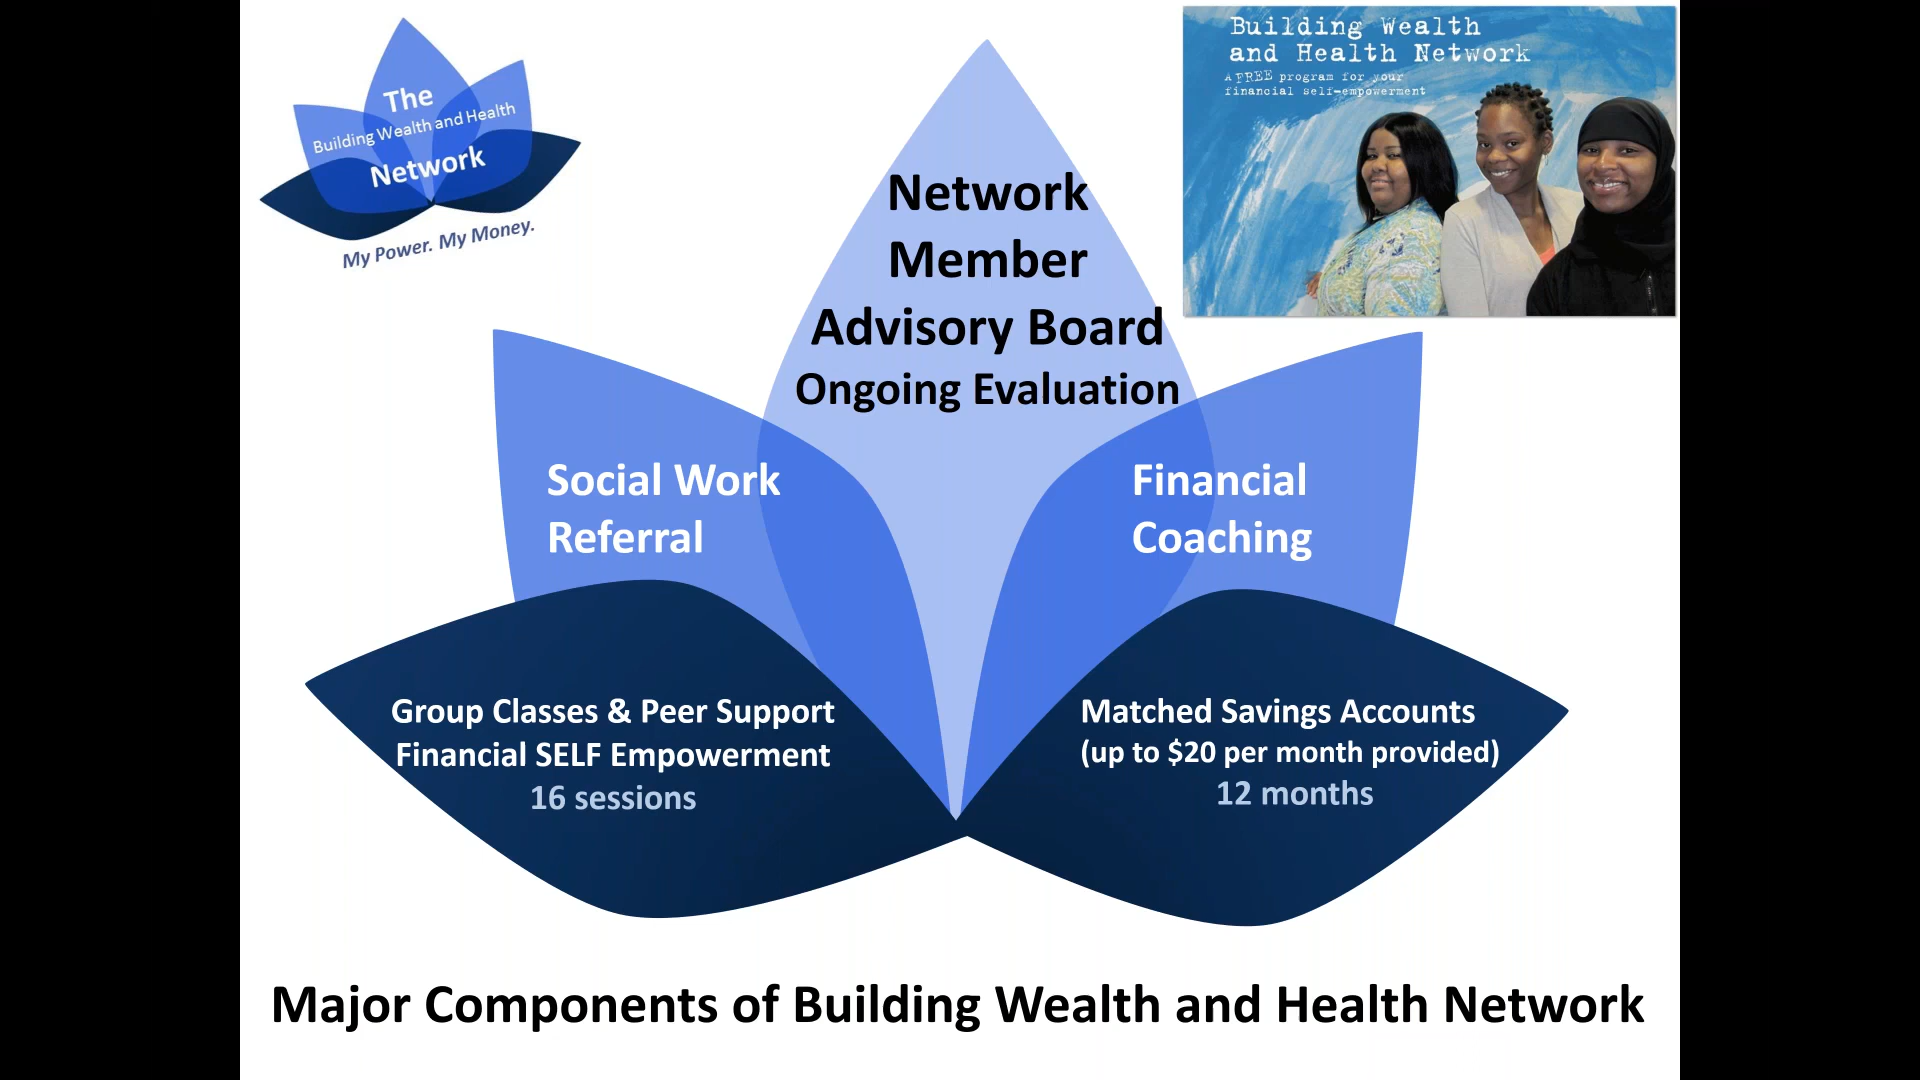 The
Building Wealth and Health
Network
My Power. My Money.
Building Wealth
and Health Network
A FREE program for your
financial self-empowerment
Network
Member
Advisory Board
Ongoing Evaluation
Social Work
Referral
Financial
Coaching
Group Classes & Peer Support
Financial SELF Empowerment
16 sessions
Matched Savings Accounts
(up to $20 per month provided)
12 months
Major Components of Building Wealth and Health Network